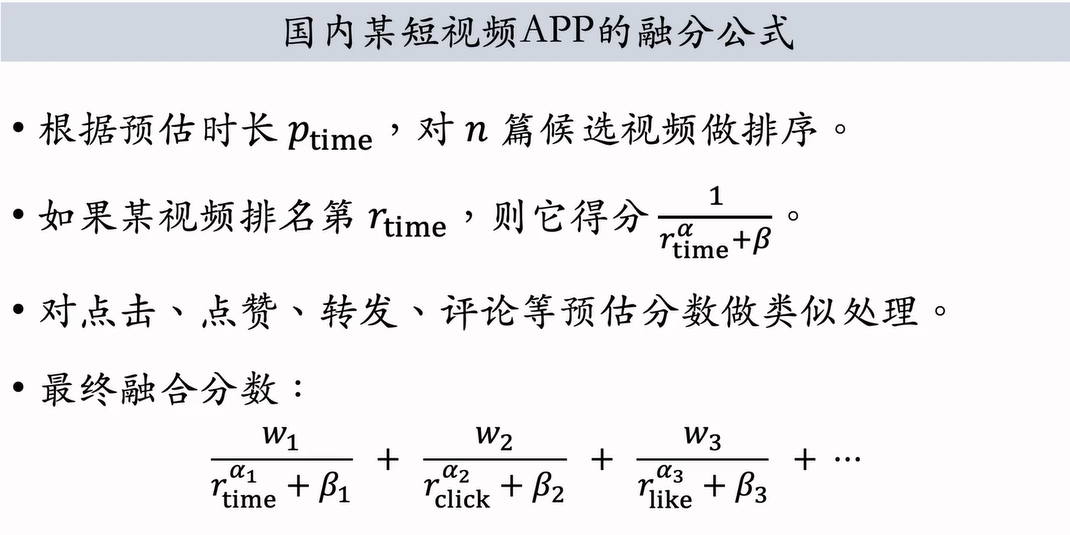 国内某短视频APP的融分公式
• 根据预估时长 $p_{\text{time}}$，对 $n$ 篇候选视频做排序。
• 如果某视频排名第 $r_{\text{time}}$，则它得分 $\frac{1}{r_{\text{time}}^{\alpha}+\beta}$。
• 对点击、点赞、转发、评论等预估分数做类似处理。
• 最终融合分数：
$\frac{w_1}{r_{\text{time}}^{\alpha_1}+\beta_1} + \frac{w_2}{r_{\text{click}}^{\alpha_2}+\beta_2} + \frac{w_3}{r_{\text{like}}^{\alpha_3}+\beta_3} + \cdots$